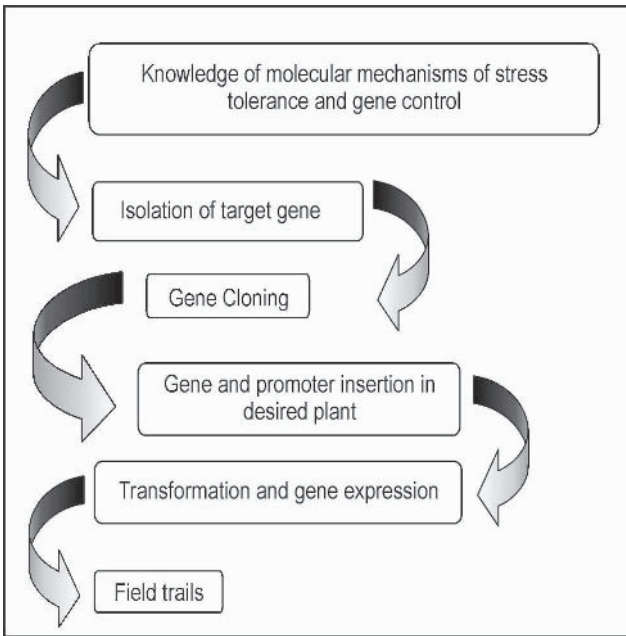 Knowledge of molecular mechanisms of stress
tolerance and gene control
Isolation of target gene
Gene Cloning
Gene and promoter insertion in
desired plant
Transformation and gene expression
Field trails